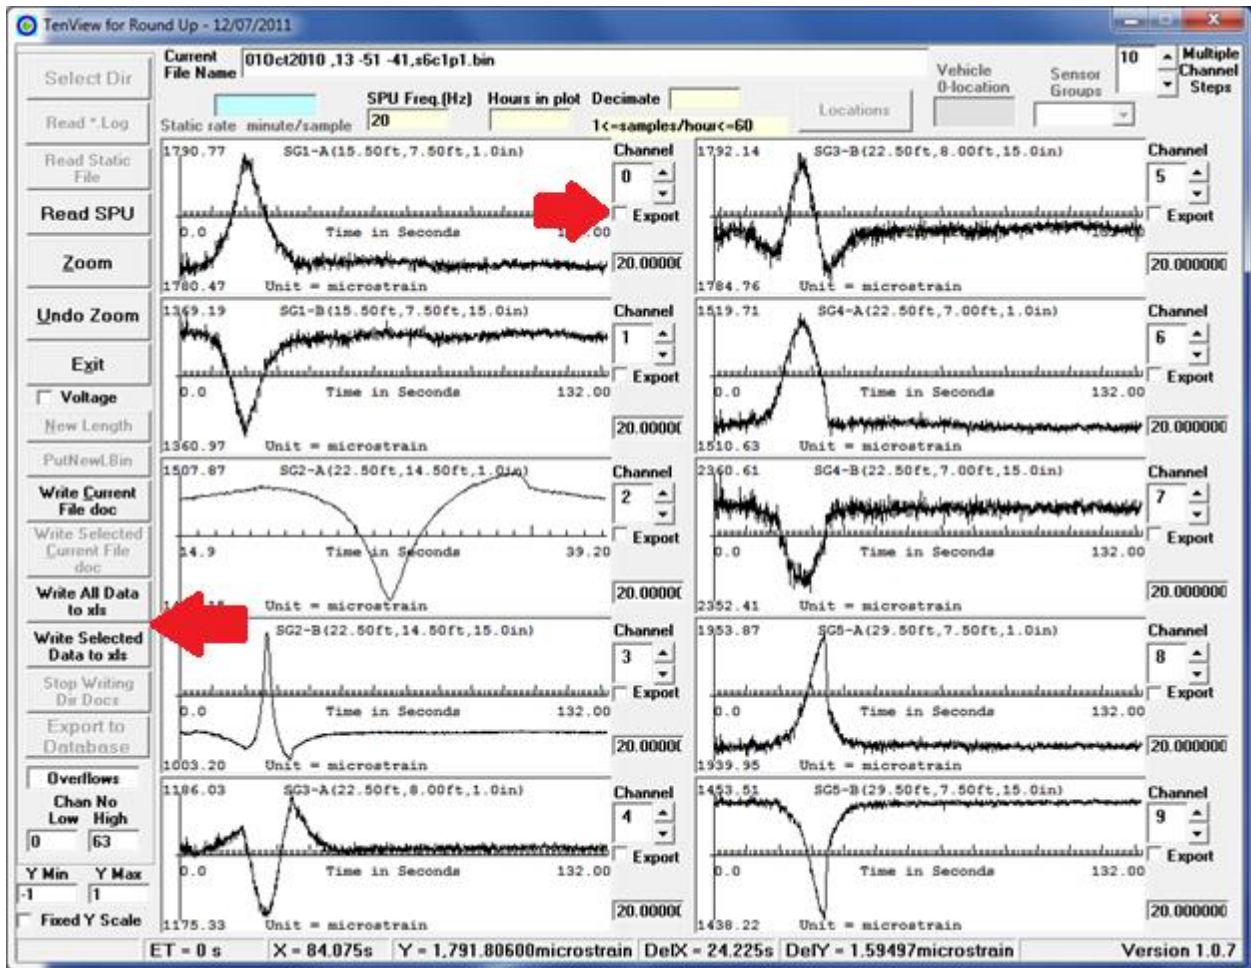 TenView for Round Up - 12/07/2011
Current File Name
01Oct2010 ,13 -51 -41,s6c1p1.bin
Vehicle 0-location
Sensor Groups
10
Multiple Channel Steps
Static rate minute/sample
SPU Freq.(Hz)
20
Hours in plot
Decimate
1<=samples/hour<=60
Locations
Select Dir
Read *.Log
Read Static File
Read SPU
Zoom
Undo Zoom
Exit
Voltage
New Length
PutNewLBin
Write Current File doc
Write Selected Current File doc
Write All Data to xls
Write Selected Data to xls
Stop Writing Dir Docs
Export to Database
Overflows
Chan No
Low High
0 63
Y Min Y Max
-1 1
Fixed Y Scale
1790.77 SG1-A(15.50ft,7.50ft,1.0in)
0.0 Time in Seconds
1780.47 Unit = microstrain
Channel
0
Export
20.00000
1369.19 SG1-B(15.50ft,7.50ft,15.0in)
0.0 Time in Seconds 132.00
1360.97 Unit = microstrain
Channel
1
Export
20.00000
1507.87 SG2-A(22.50ft,14.50ft,1.0in)
14.9 Time in Seconds 39.20
Unit = microstrain
Channel
2
Export
20.00000
SG2-B(22.50ft,14.50ft,15.0in)
0.0 Time in Seconds 132.00
1003.20 Unit = microstrain
Channel
3
Export
20.00000
1186.03 SG3-A(22.50ft,8.00ft,1.0in)
0.0 Time in Seconds 132.00
1175.33 Unit = microstrain
Channel
4
Export
20.00000
1792.14 SG3-B(22.50ft,8.00ft,15.0in)
1784.76 Unit = microstrain
Channel
5
Export
20.000000
1519.71 SG4-A(22.50ft,7.00ft,1.0in)
0.0 Time in Seconds 132.00
1510.63 Unit = microstrain
Channel
6
Export
20.000000
2360.61 SG4-B(22.50ft,7.00ft,15.0in)
0.0 Time in Seconds 132.00
2352.41 Unit = microstrain
Channel
7
Export
20.000000
1953.87 SG5-A(29.50ft,7.50ft,1.0in)
0.0 Time in Seconds 132.00
1939.95 Unit = microstrain
Channel
8
Export
20.000000
1453.51 SG5-B(29.50ft,7.50ft,15.0in)
0.0 Time in Seconds 132.00
1438.22 Unit = microstrain
Channel
9
Export
20.000000
ET = 0 s X = 84.075s Y = 1,791.80600microstrain DelX = 24.225s DelY = 1.59497microstrain Version 1.0.7